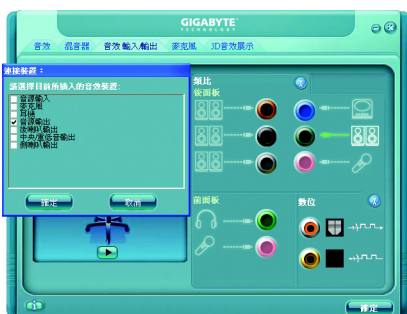 GIGABYTE
TECHNOLOGY
音效
混音器
音效輸入/輸出
麥克風
3D音效展示
連接裝置：
請選擇目前所插入的音效裝置:
音源輸入
麥克風
耳機
音源輸出
後喇叭輸出
中央/重低音輸出
側喇叭輸出
確定
取消
類比
後面板
前面板
數位
確定